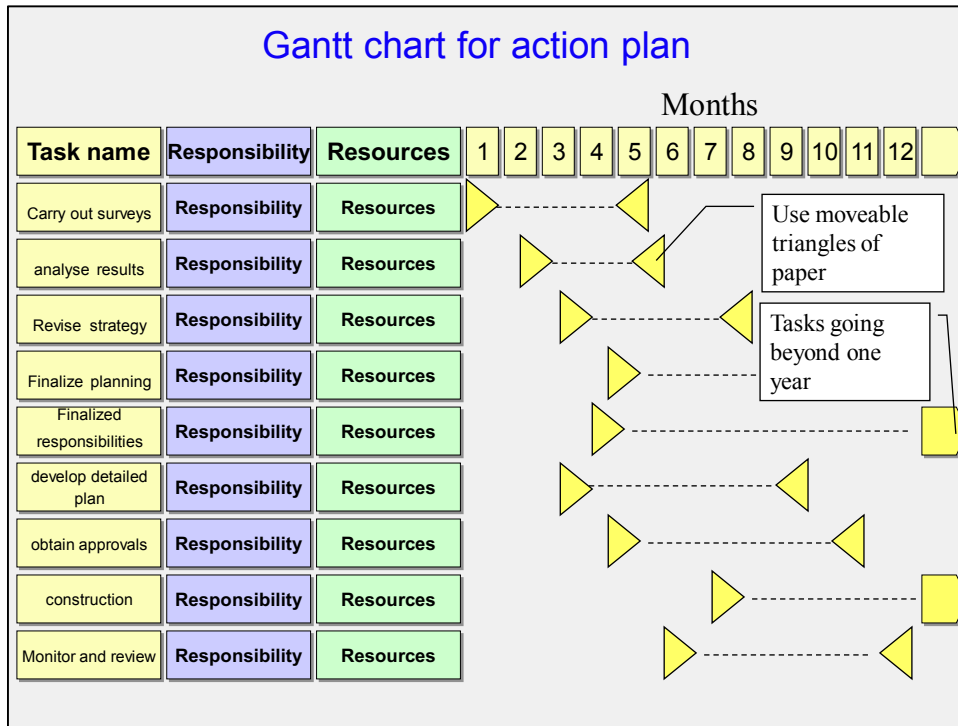 Gantt chart for action plan
Months
Task name Responsibility Resources 1 2 3 4 5 6 7 8 9 10 11 12
Carry out surveys Responsibility Resources
Use moveable
triangles of
paper
analyse results Responsibility Resources
Revise strategy Responsibility Resources
Tasks going
beyond one
year
Finalize planning Responsibility Resources
Finalized
responsibilities Responsibility Resources
develop detailed
plan Responsibility Resources
obtain approvals Responsibility Resources
construction Responsibility Resources
Monitor and review Responsibility Resources